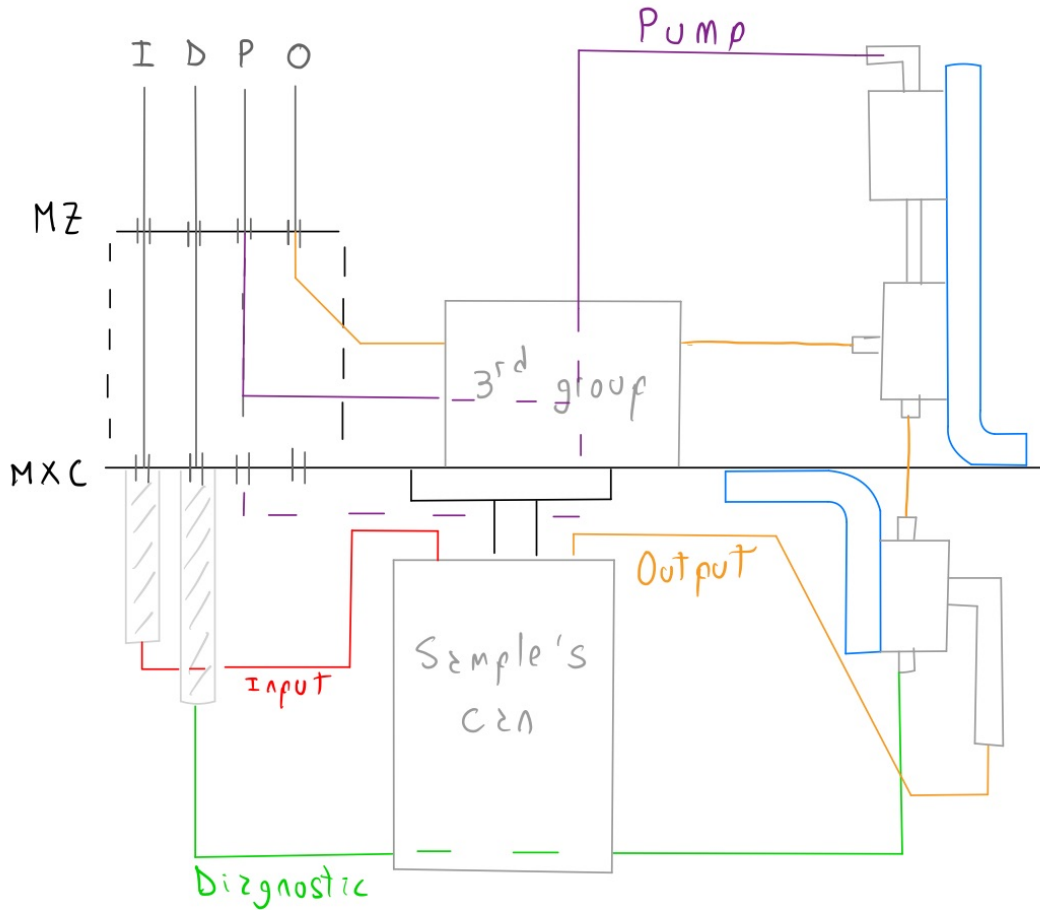 I D P O
Pump
MZ
3rd group
MXC
Output
Sample's
can
Input
Diagnostic